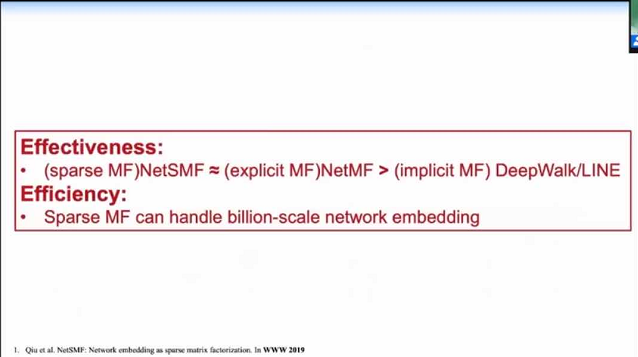 Effectiveness:
• (sparse MF)NetSMF ≈ (explicit MF)NetMF > (implicit MF) DeepWalk/LINE
Efficiency:
• Sparse MF can handle billion-scale network embedding
1. Qiu et al. NetSMF: Network embedding as sparse matrix factorization. In WWW 2019